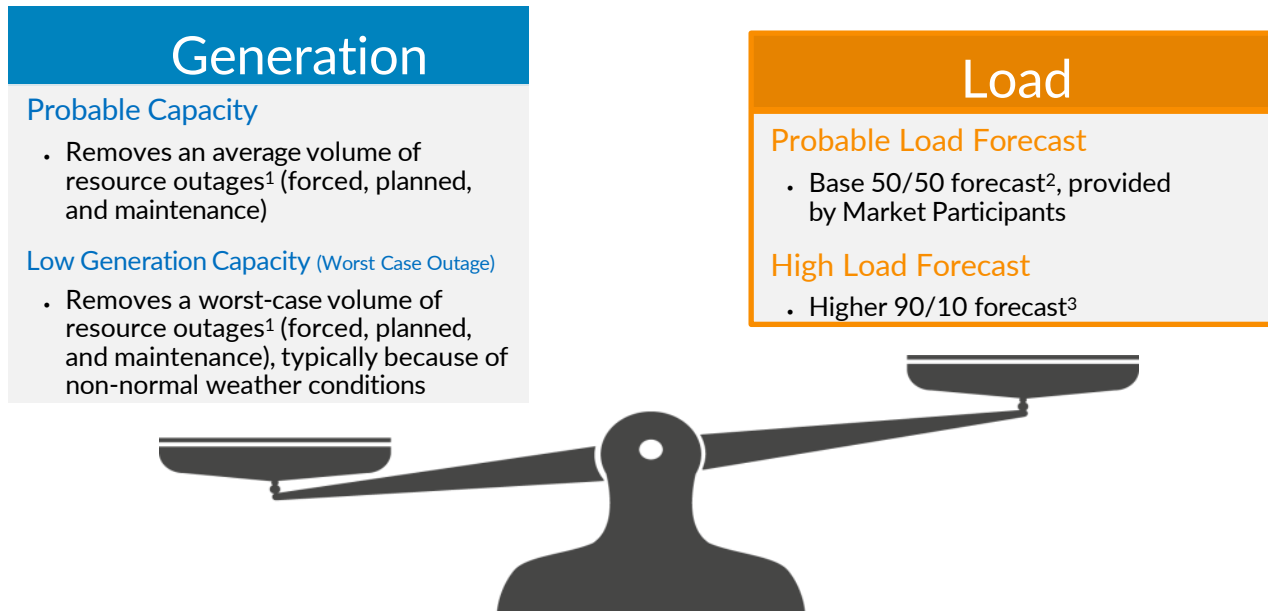 Generation
Probable Capacity
• Removes an average volume of
resource outages¹ (forced, planned,
and maintenance)
Low Generation Capacity (Worst Case Outage)
• Removes a worst-case volume of
resource outages¹ (forced, planned,
and maintenance), typically because of
non-normal weather conditions
Load
Probable Load Forecast
• Base 50/50 forecast², provided
by Market Participants
High Load Forecast
• Higher 90/10 forecast³